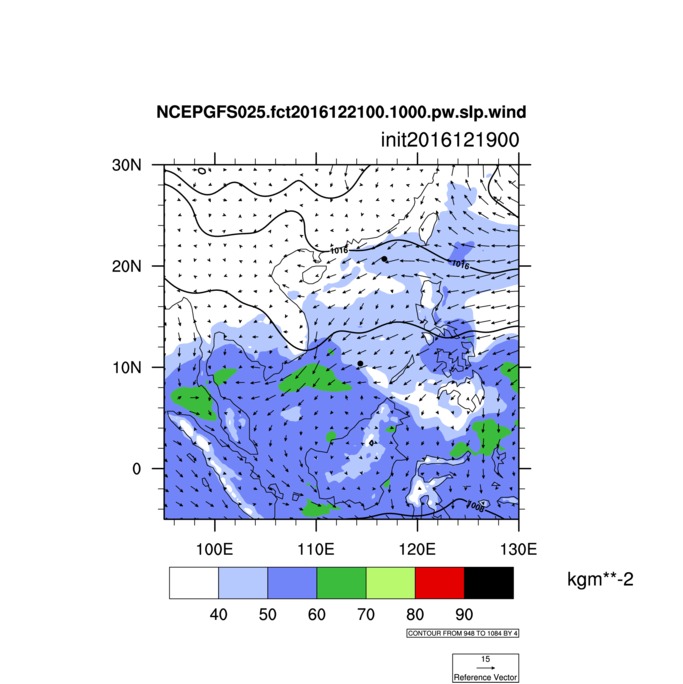 NCEPGFS025.fct2016122100.1000.pw.slp.wind
init2016121900
30N
20N
10N
0
1016
1016
1008
0
100E
110E
120E
130E
40
50
60
70
80
90
kgm**-2
CONTOUR FROM 948 TO 1084 BY 4
15
Reference Vector